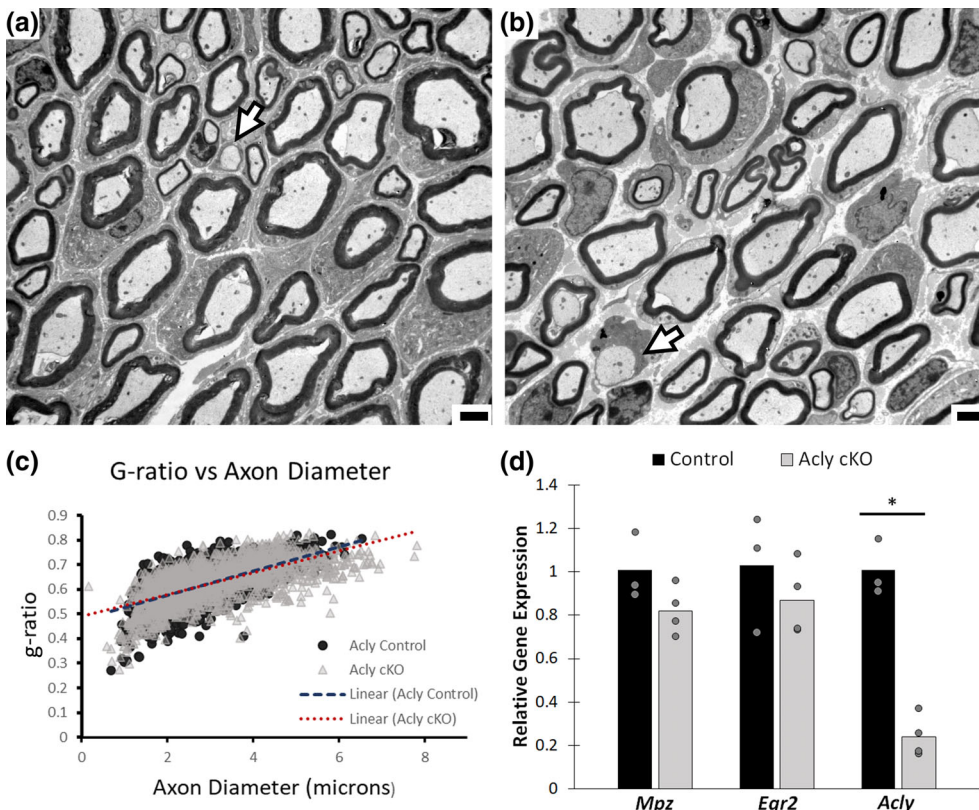 (a)
(b)
(c)
G-ratio vs Axon Diameter
0.9
0.8
0.7
0.6
0.5
0.4
0.3
0.2
0.1
0
g-ratio
Acly Control
Acly cKO
Linear (Acly Control)
Linear (Acly cKO)
0 2 4 6 8
Axon Diameter (microns)
(d)
Control Acly cKO
1.4
1.2
1
0.8
0.6
0.4
0.2
0
Relative Gene Expression
*
Mpz Egr2 Acly